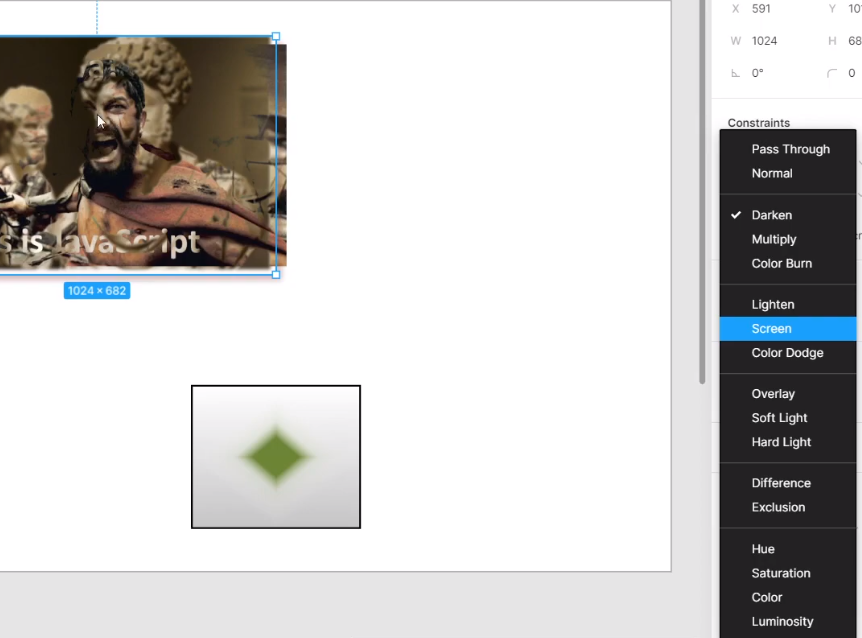 X 591 Y 10
W 1024 H 68
0° 0
Constraints
Pass Through
Normal
Darken
Multiply
Color Burn
Lighten
Screen
Color Dodge
Overlay
Soft Light
Hard Light
Difference
Exclusion
Hue
Saturation
Color
Luminosity
s is JavaScript
1024 × 682